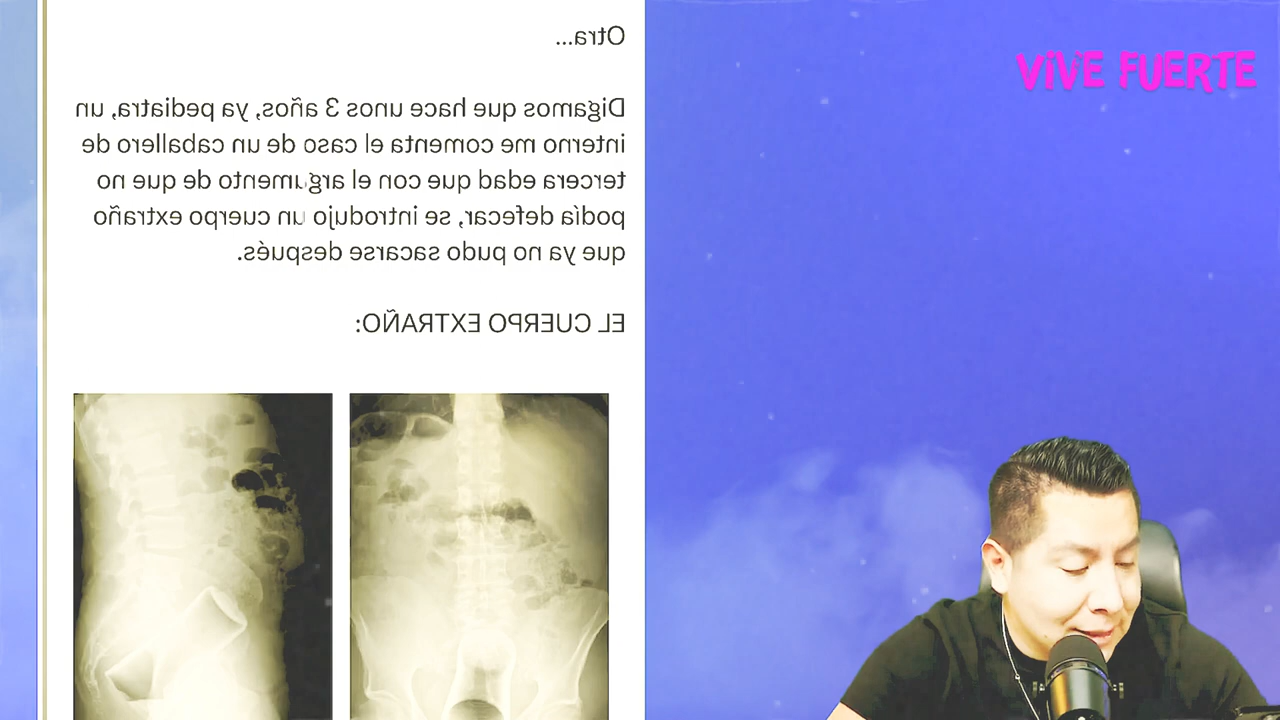 Otra...
Digamos que hace unos 3 años, ya pediatra, un
interno me comenta el caso de un caballero de
tercera edad que con el argumento de que no
podía defecar, se introdujo un cuerpo extraño
que ya no pudo sacarse después.
EL CUERPO EXTRAÑO:
VIVE FUERTE